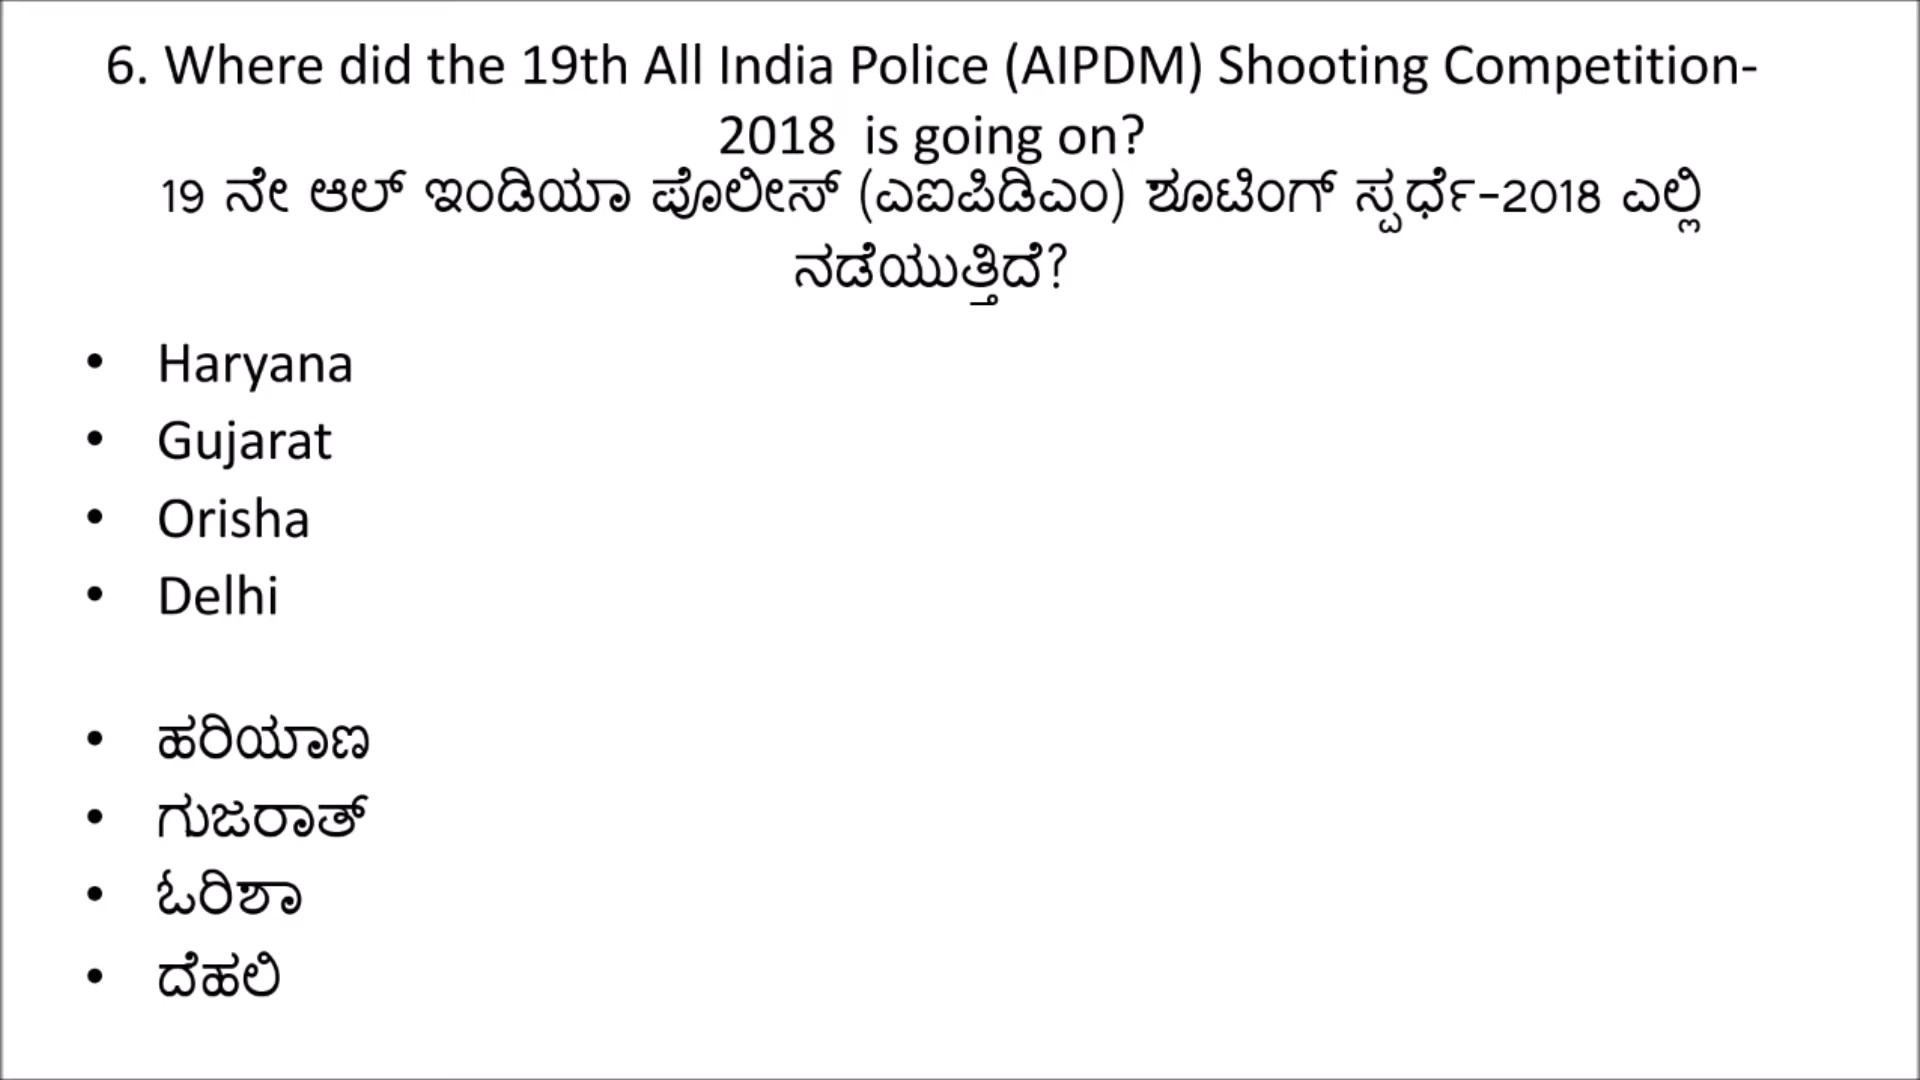 6. Where did the 19th All India Police (AIPDM) Shooting Competition-
2018 is going on?
19 ನೇ ಆಲ್ ಇಂಡಿಯಾ ಪೊಲೀಸ್ (ಎಐಪಿಡಿಎಂ) ಶೂಟಿಂಗ್ ಸ್ಪರ್ಧೆ-2018 ಎಲ್ಲಿ
ನಡೆಯುತ್ತಿದೆ?
• Haryana
• Gujarat
• Orisha
• Delhi
• ಹರಿಯಾಣ
• ಗುಜರಾತ್
• ಓರಿಶಾ
• ದೆಹಲಿ